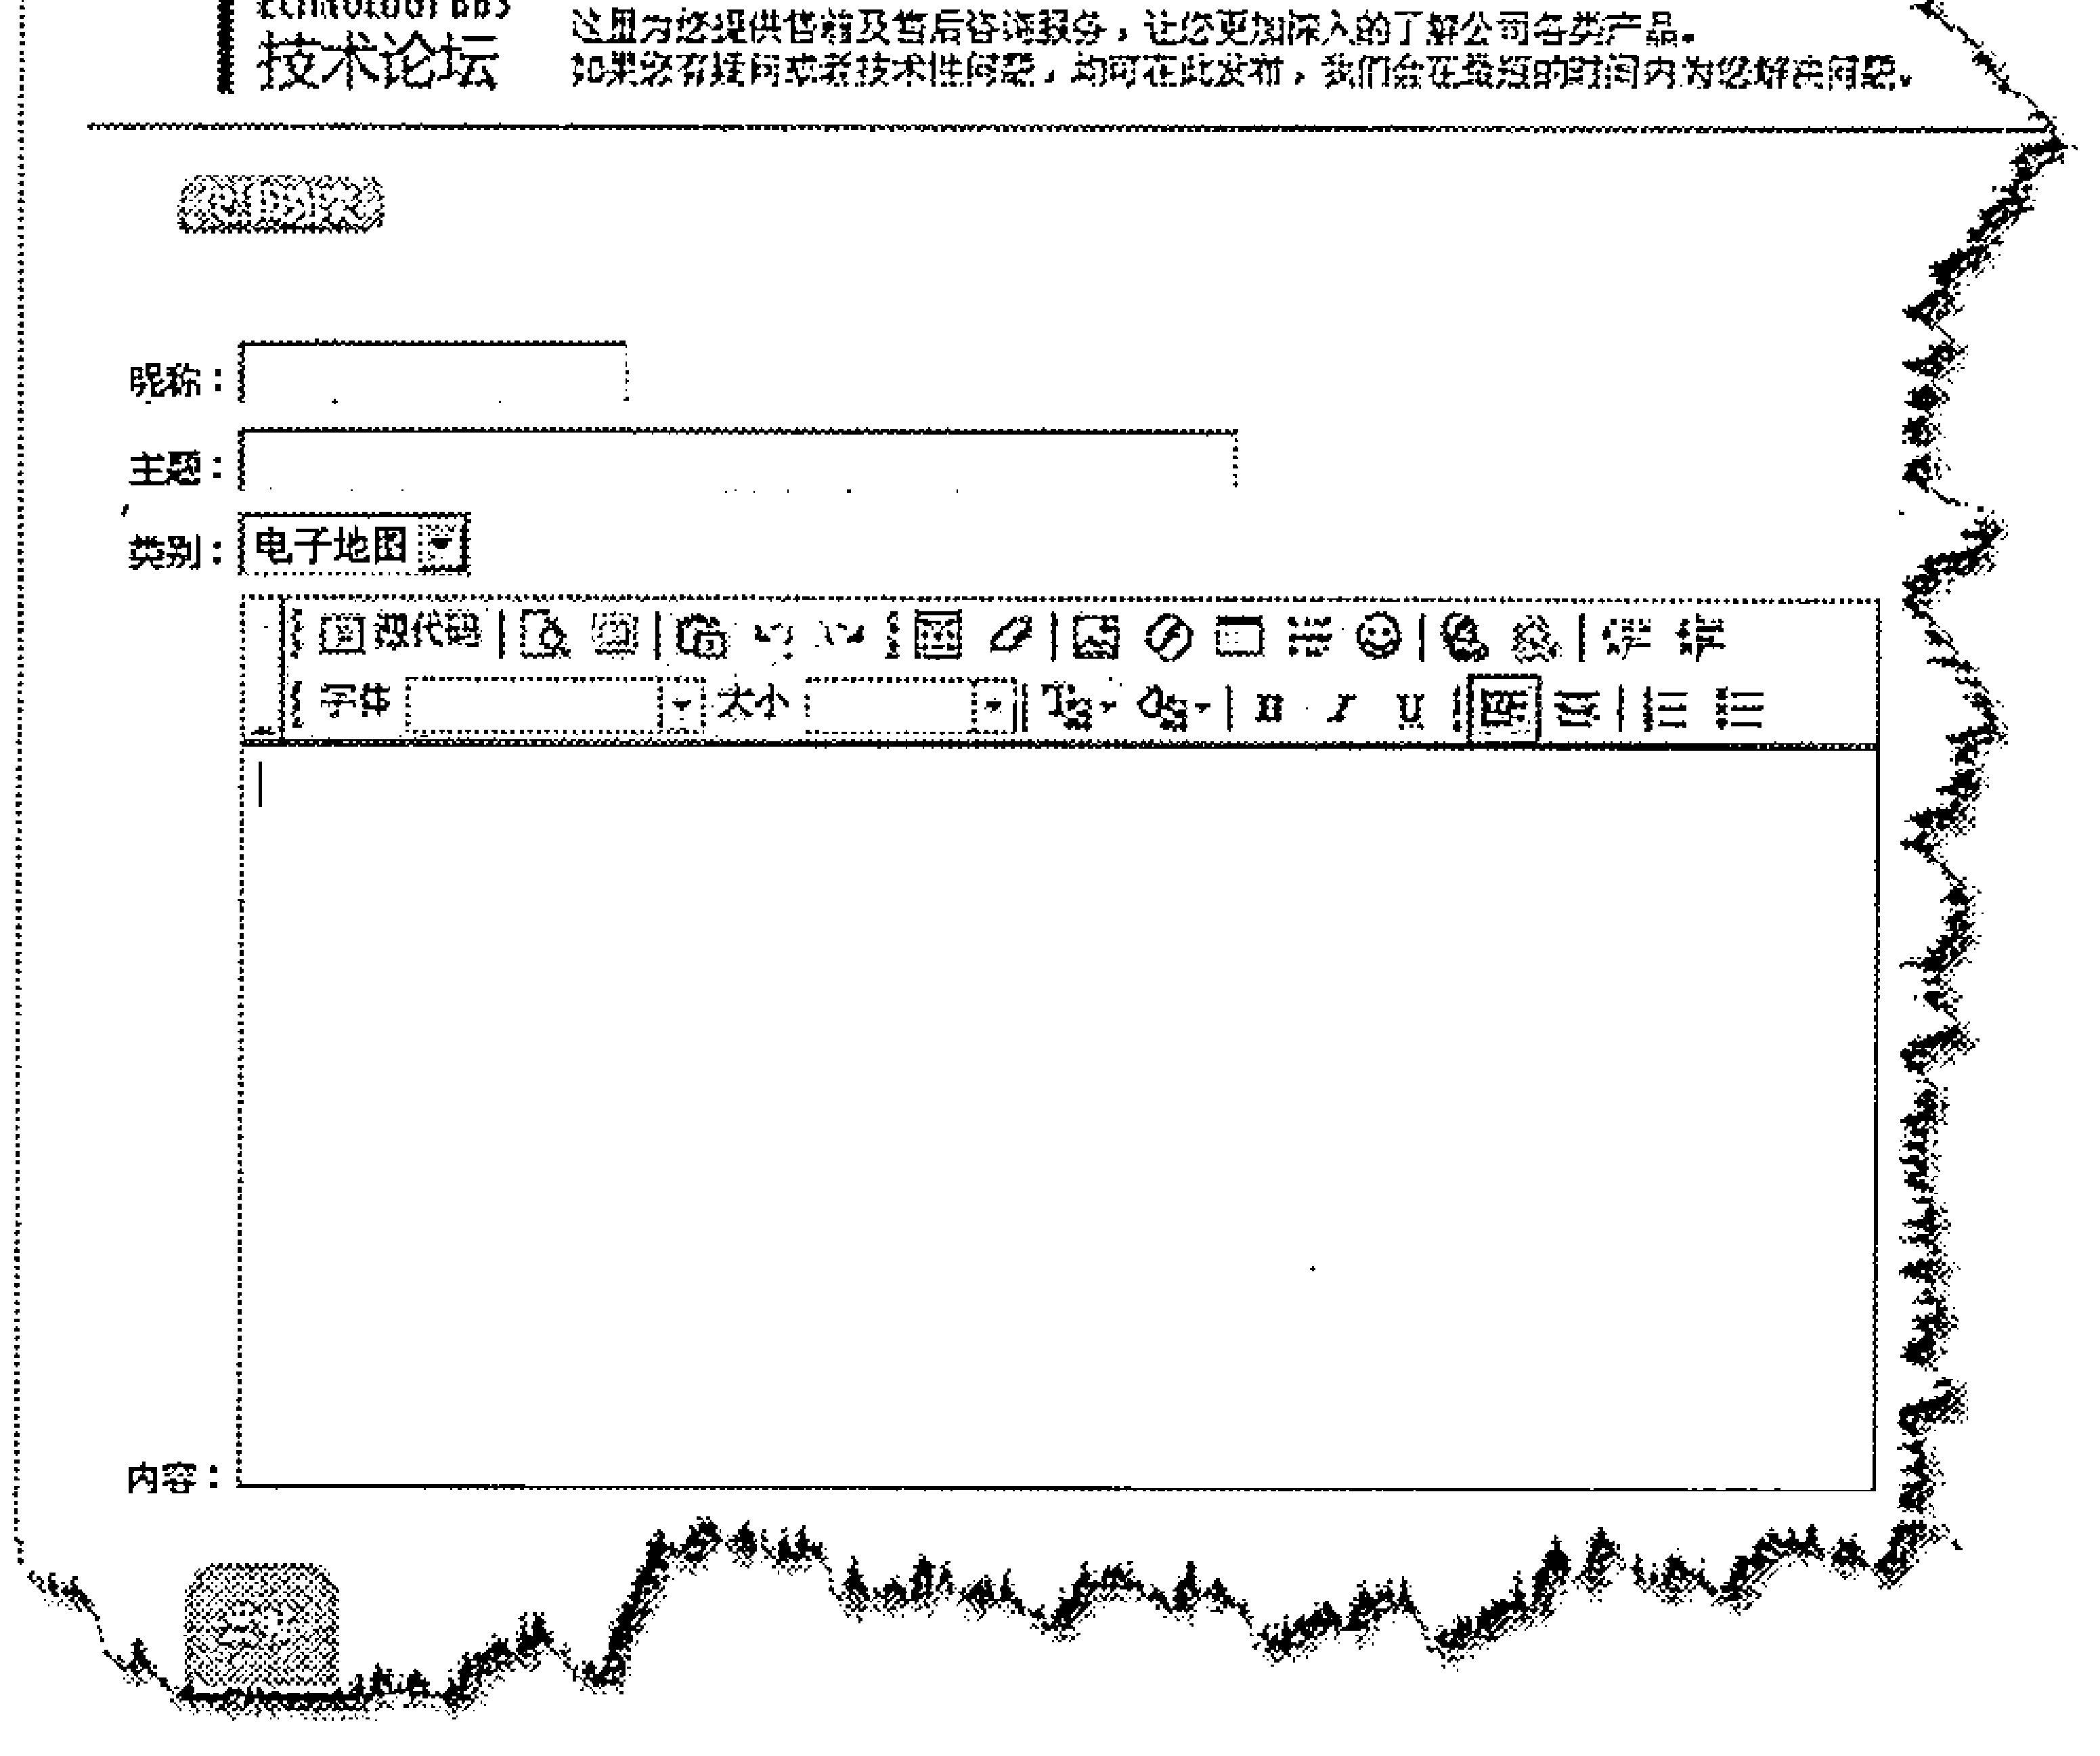 技术论坛
这里为您提供售前及售后咨询服务，让您更加深入的了解公司各类产品。
如果您有疑问或者技术性问题，均可在此发布，我们会在最短的时间内为您解决问题。
昵称：
主题：
类别：电子地图
源代码
字体 大小 B I U
内容：